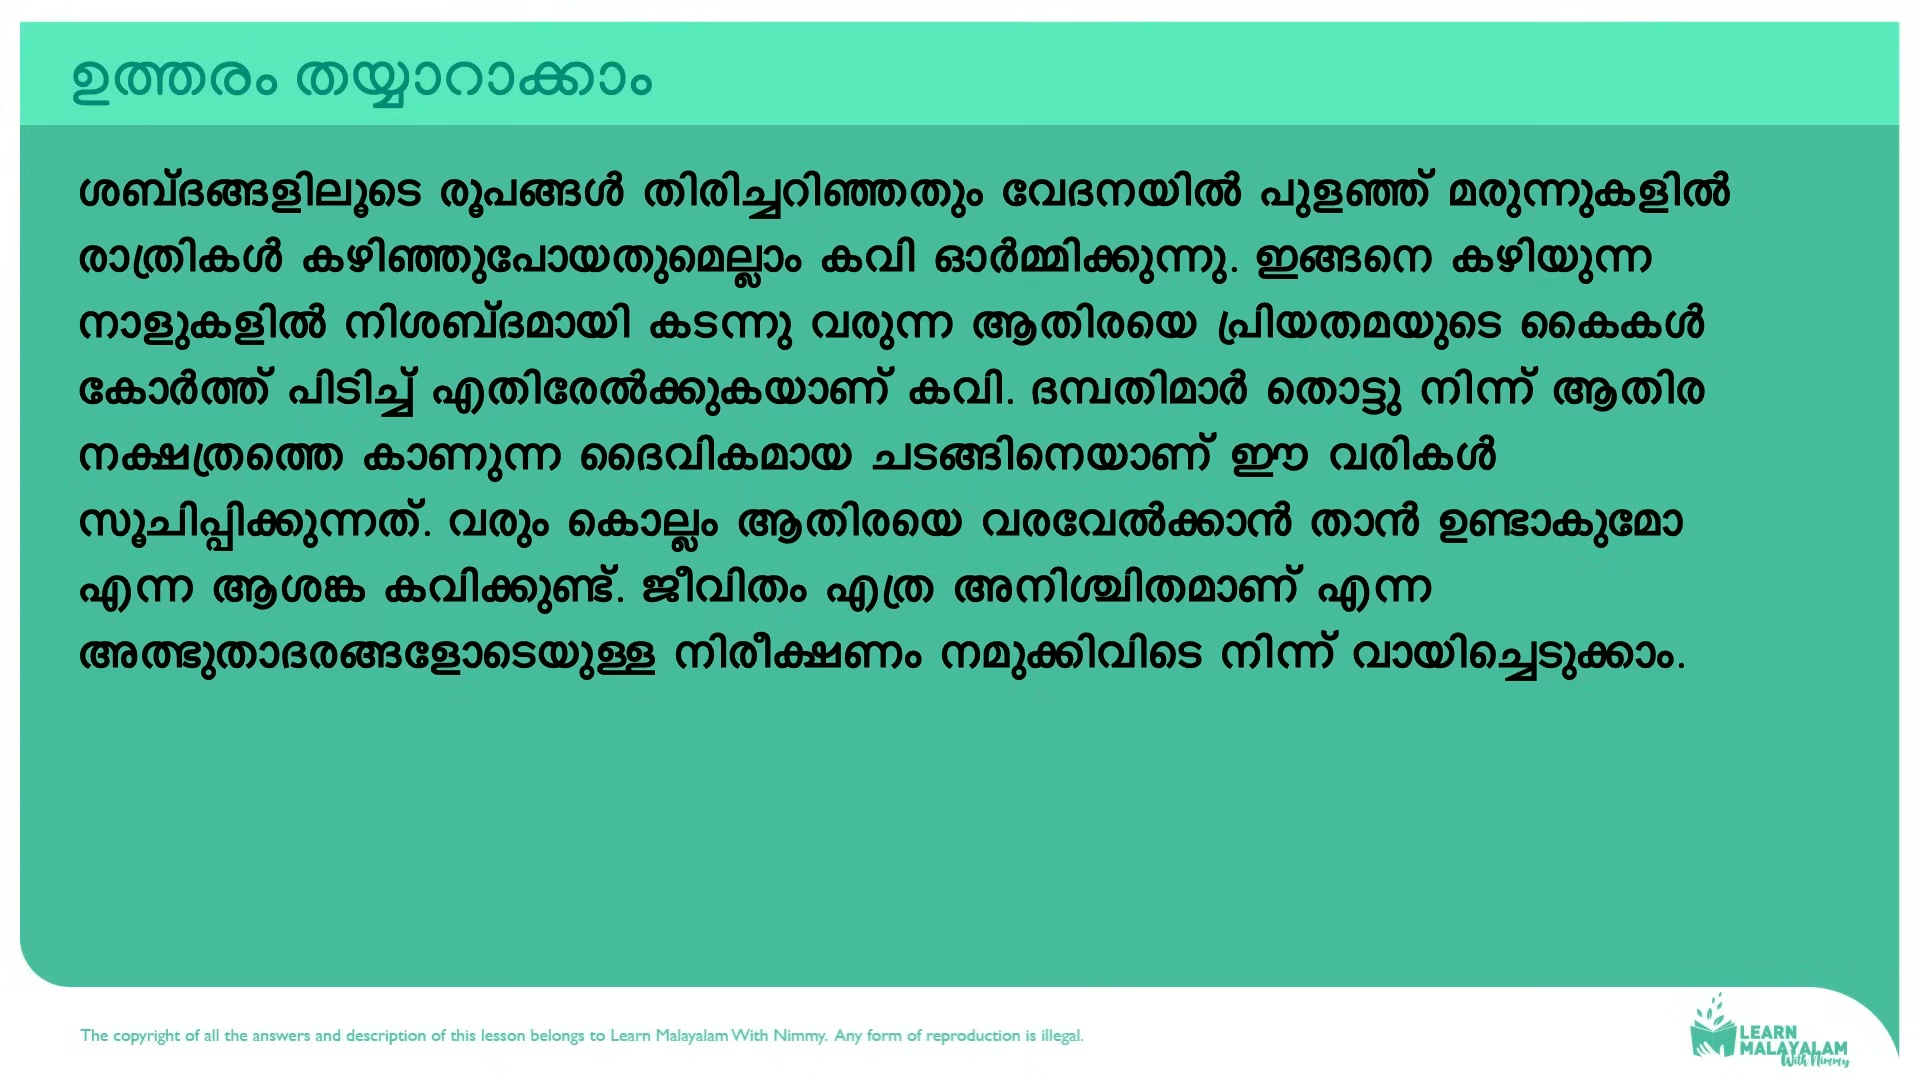 ഉത്തരം തയ്യാറാക്കാം
ശബ്ദങ്ങളിലൂടെ രൂപങ്ങൾ തിരിച്ചറിഞ്ഞതും വേദനയിൽ പുളഞ്ഞ് മരുന്നുകളിൽ
രാത്രികൾ കഴിഞ്ഞുപോയതുമെല്ലാം കവി ഓർമ്മിക്കുന്നു. ഇങ്ങനെ കഴിയുന്ന
നാളുകളിൽ നിശബ്ദമായി കടന്നു വരുന്ന ആതിരയെ പ്രിയതമയുടെ കൈകൾ
കോർത്ത് പിടിച്ച് എതിരേൽക്കുകയാണ് കവി. ദമ്പതിമാർ തൊട്ടു നിന്ന് ആതിര
നക്ഷത്രത്തെ കാണുന്ന ദൈവികമായ ചടങ്ങിനെയാണ് ഈ വരികൾ
സൂചിപ്പിക്കുന്നത്. വരും കൊല്ലം ആതിരയെ വരവേൽക്കാൻ താൻ ഉണ്ടാകുമോ
എന്ന ആശങ്ക കവിക്കുണ്ട്. ജീവിതം എത്ര അനിശ്ചിതമാണ് എന്ന
അത്ഭുതാദരങ്ങളോടെയുള്ള നിരീക്ഷണം നമുക്കിവിടെ നിന്ന് വായിച്ചെടുക്കാം.
The copyright of all the answers and description of this lesson belongs to Learn Malayalam With Nimmy. Any form of reproduction is illegal.
LEARN
MALAYALAM
With Nimmy